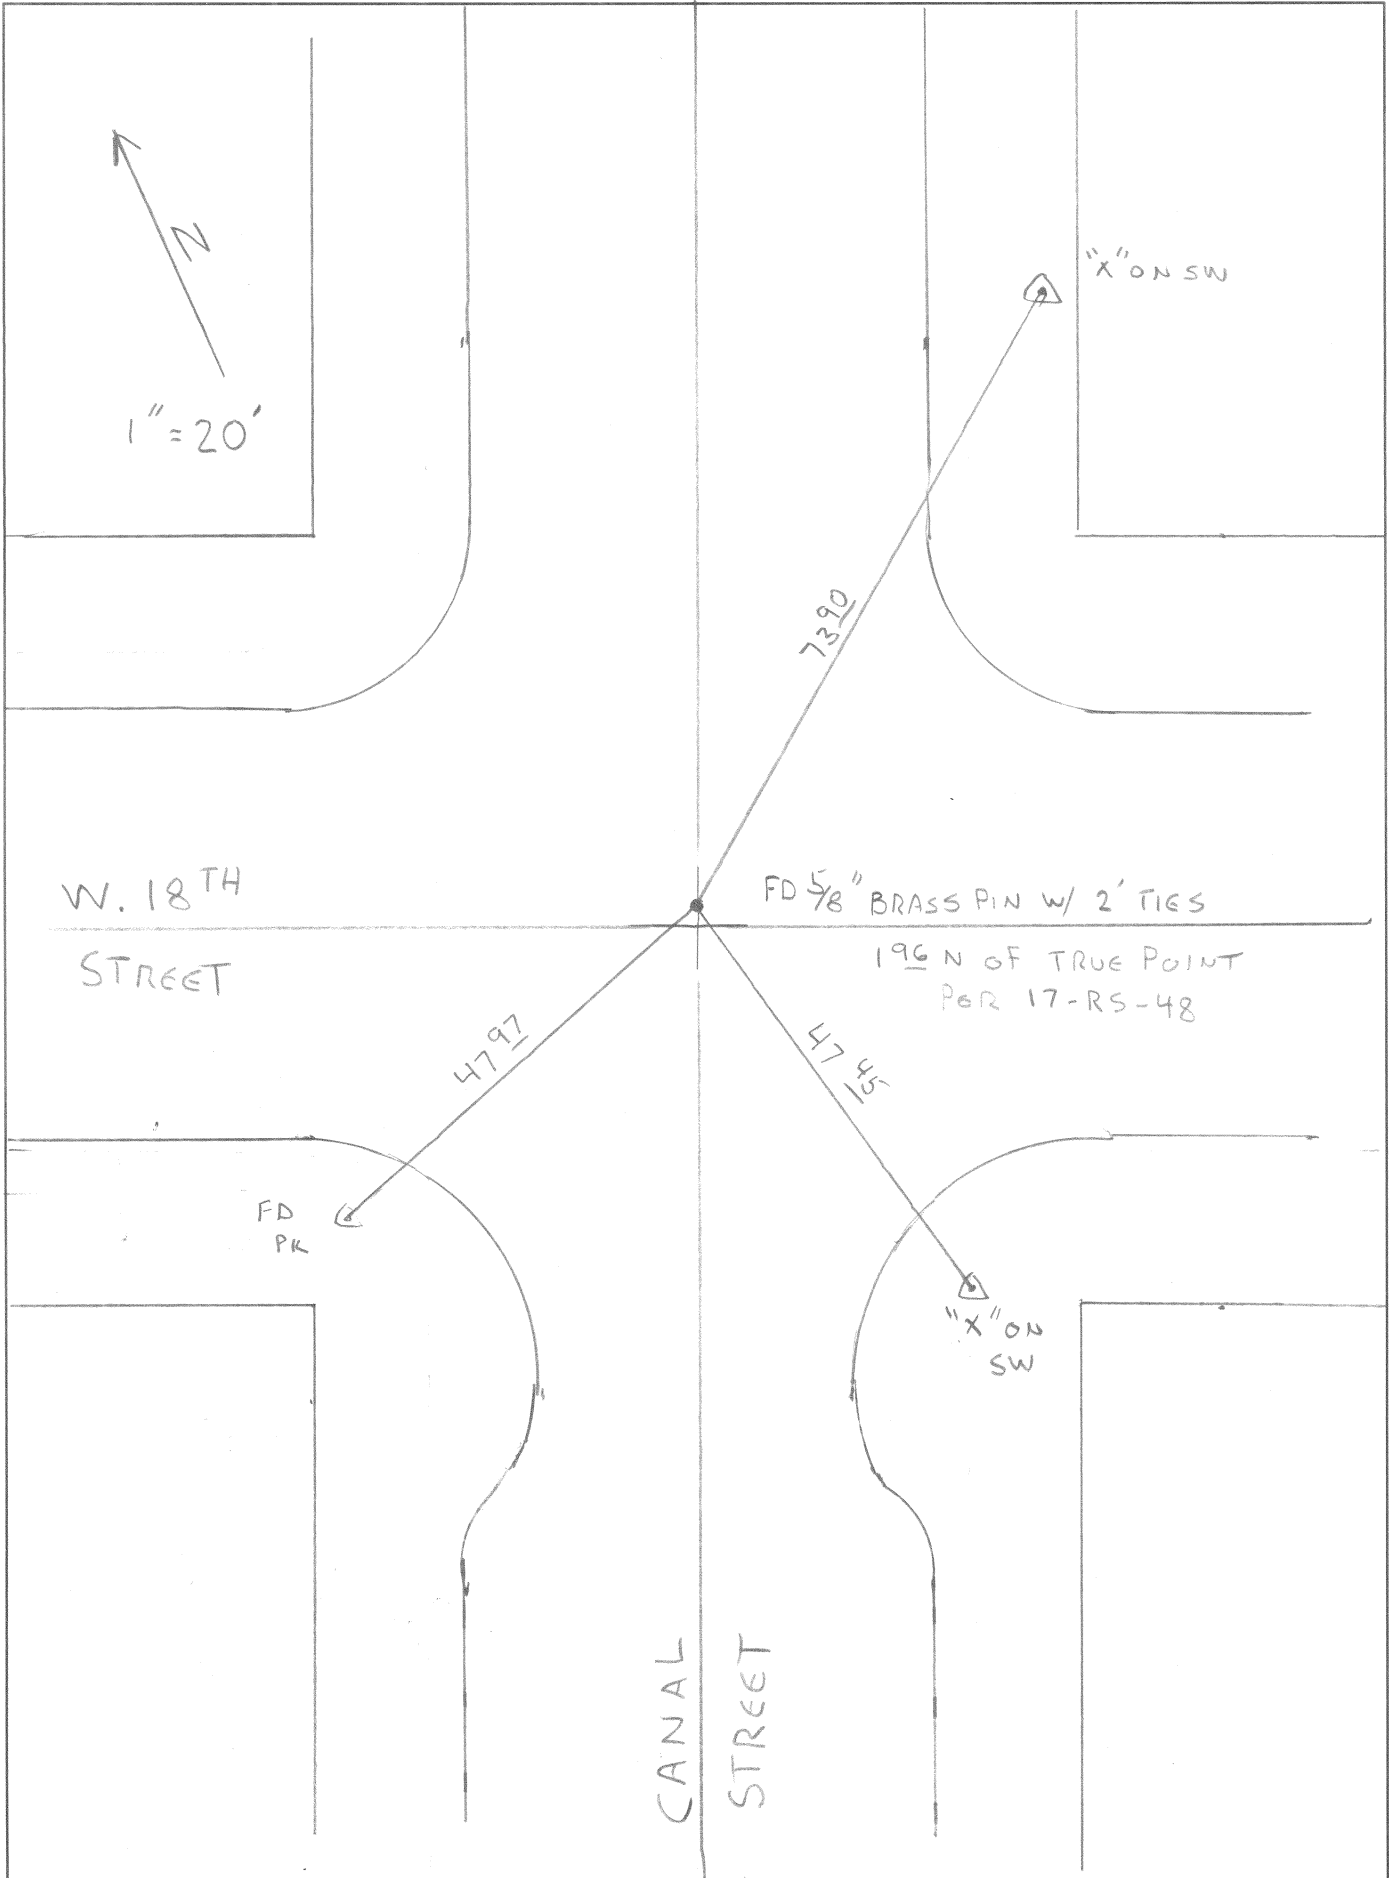 N
1" = 20'
"X" ON SW
73 90
W. 18TH
STREET
FD 5/8" BRASS PIN W/ 2' TIES
1 96 N OF TRUE POINT
PER 17-RS-48
47 97
47 45
FD
PK
"X" ON
SW
CANAL
STREET